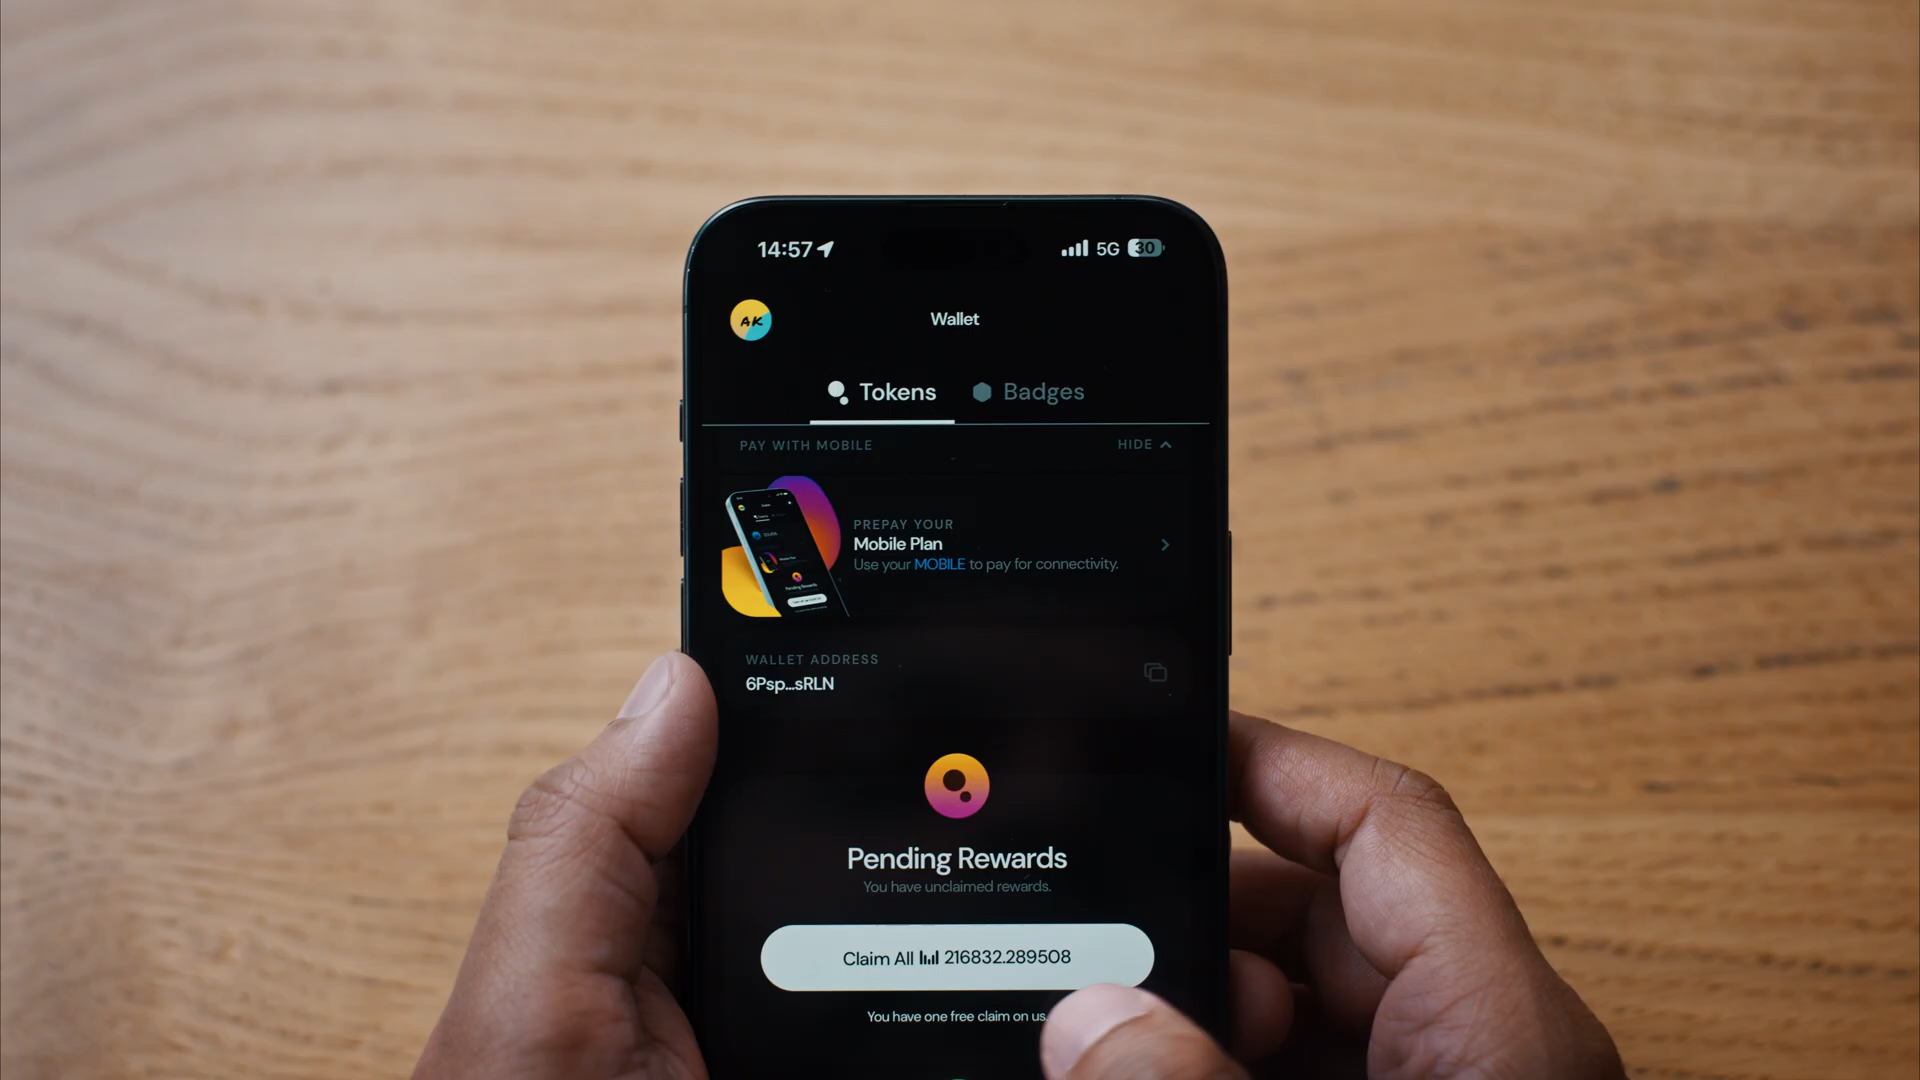 14:57 5G 30
AK Wallet
Tokens Badges
PAY WITH MOBILE HIDE
PREPAY YOUR
Mobile Plan
Use your MOBILE to pay for connectivity.
WALLET ADDRESS
6Psp...sRLN
Pending Rewards
You have unclaimed rewards.
Claim All 216832.289508
You have one free claim on us.